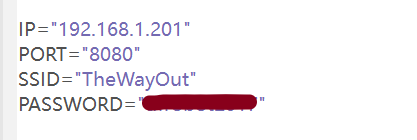 IP="192.168.1.201"
PORT="8080"
SSID="TheWayOut"
PASSWORD=" "